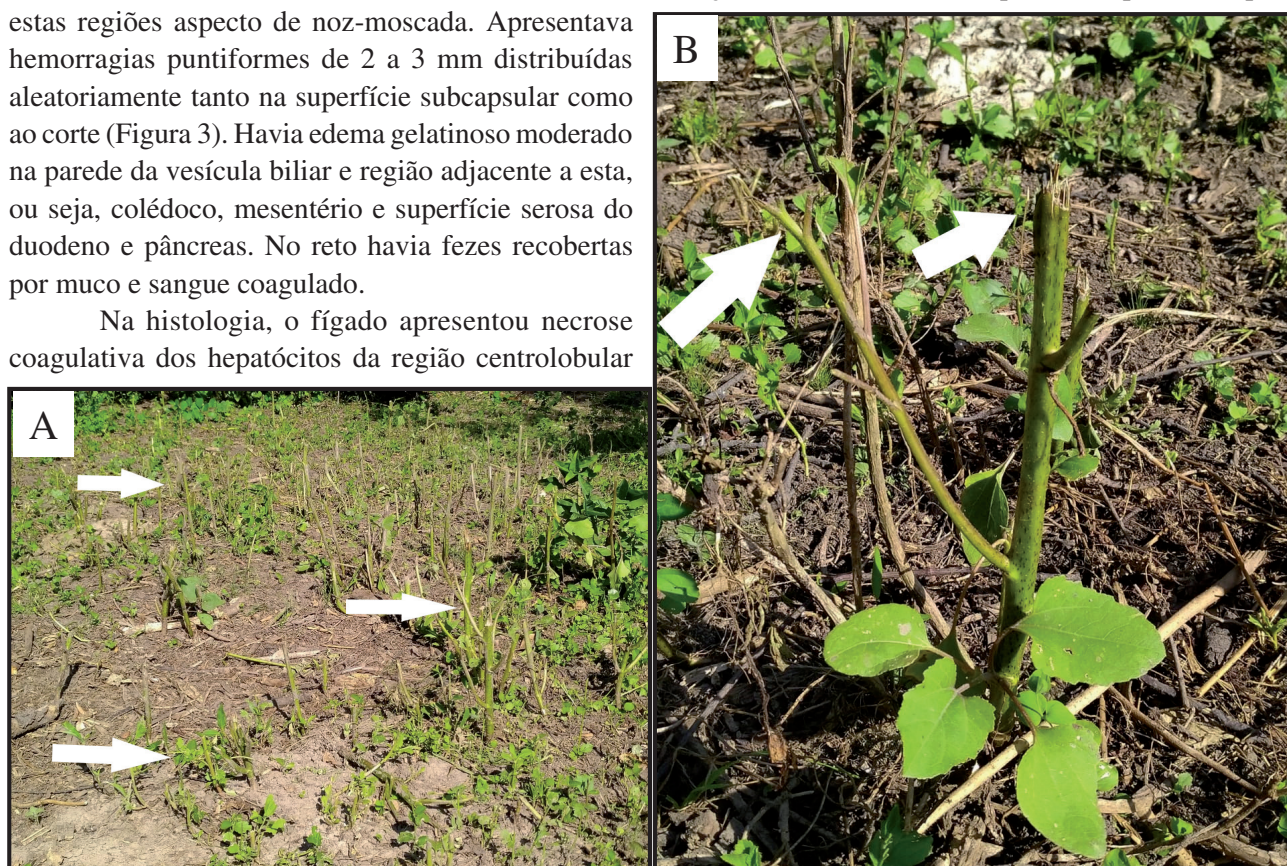 estas regiões aspecto de noz-moscada. Apresentava
hemorragias puntiformes de 2 a 3 mm distribuídas
aleatoriamente tanto na superfície subcapsular como
ao corte (Figura 3). Havia edema gelatinoso moderado
na parede da vesícula biliar e região adjacente a esta,
ou seja, colédoco, mesentério e superfície serosa do
duodeno e pâncreas. No reto havia fezes recobertas
por muco e sangue coagulado.
Na histologia, o fígado apresentou necrose
coagulativa dos hepatócitos da região centrolobular
A
B